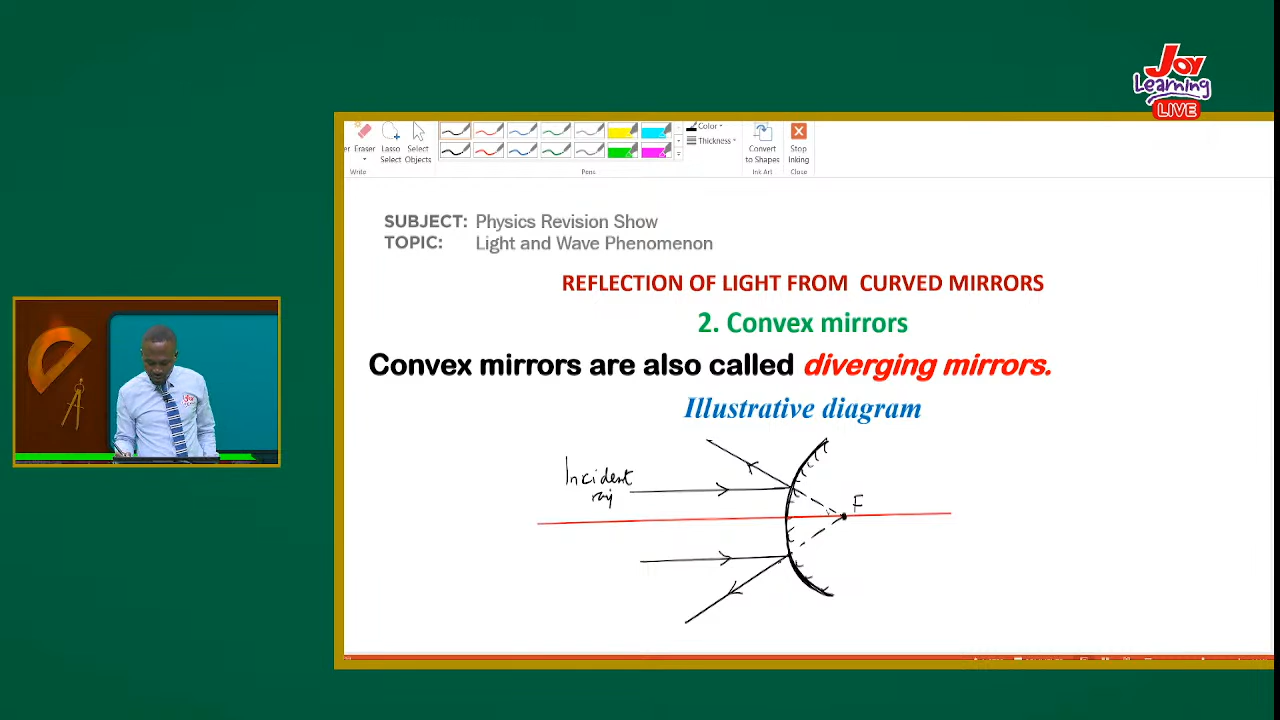 Joy
Learning
LIVE
Eraser
Lasso
Select
Select
Objects
Color
Thickness
Convert
to Shapes
Stop
Inking
Write
Pens
Ink Art
Close
SUBJECT: Physics Revision Show
TOPIC: Light and Wave Phenomenon
REFLECTION OF LIGHT FROM CURVED MIRRORS
2. Convex mirrors
Convex mirrors are also called diverging mirrors.
Illustrative diagram
Incident
ray
F